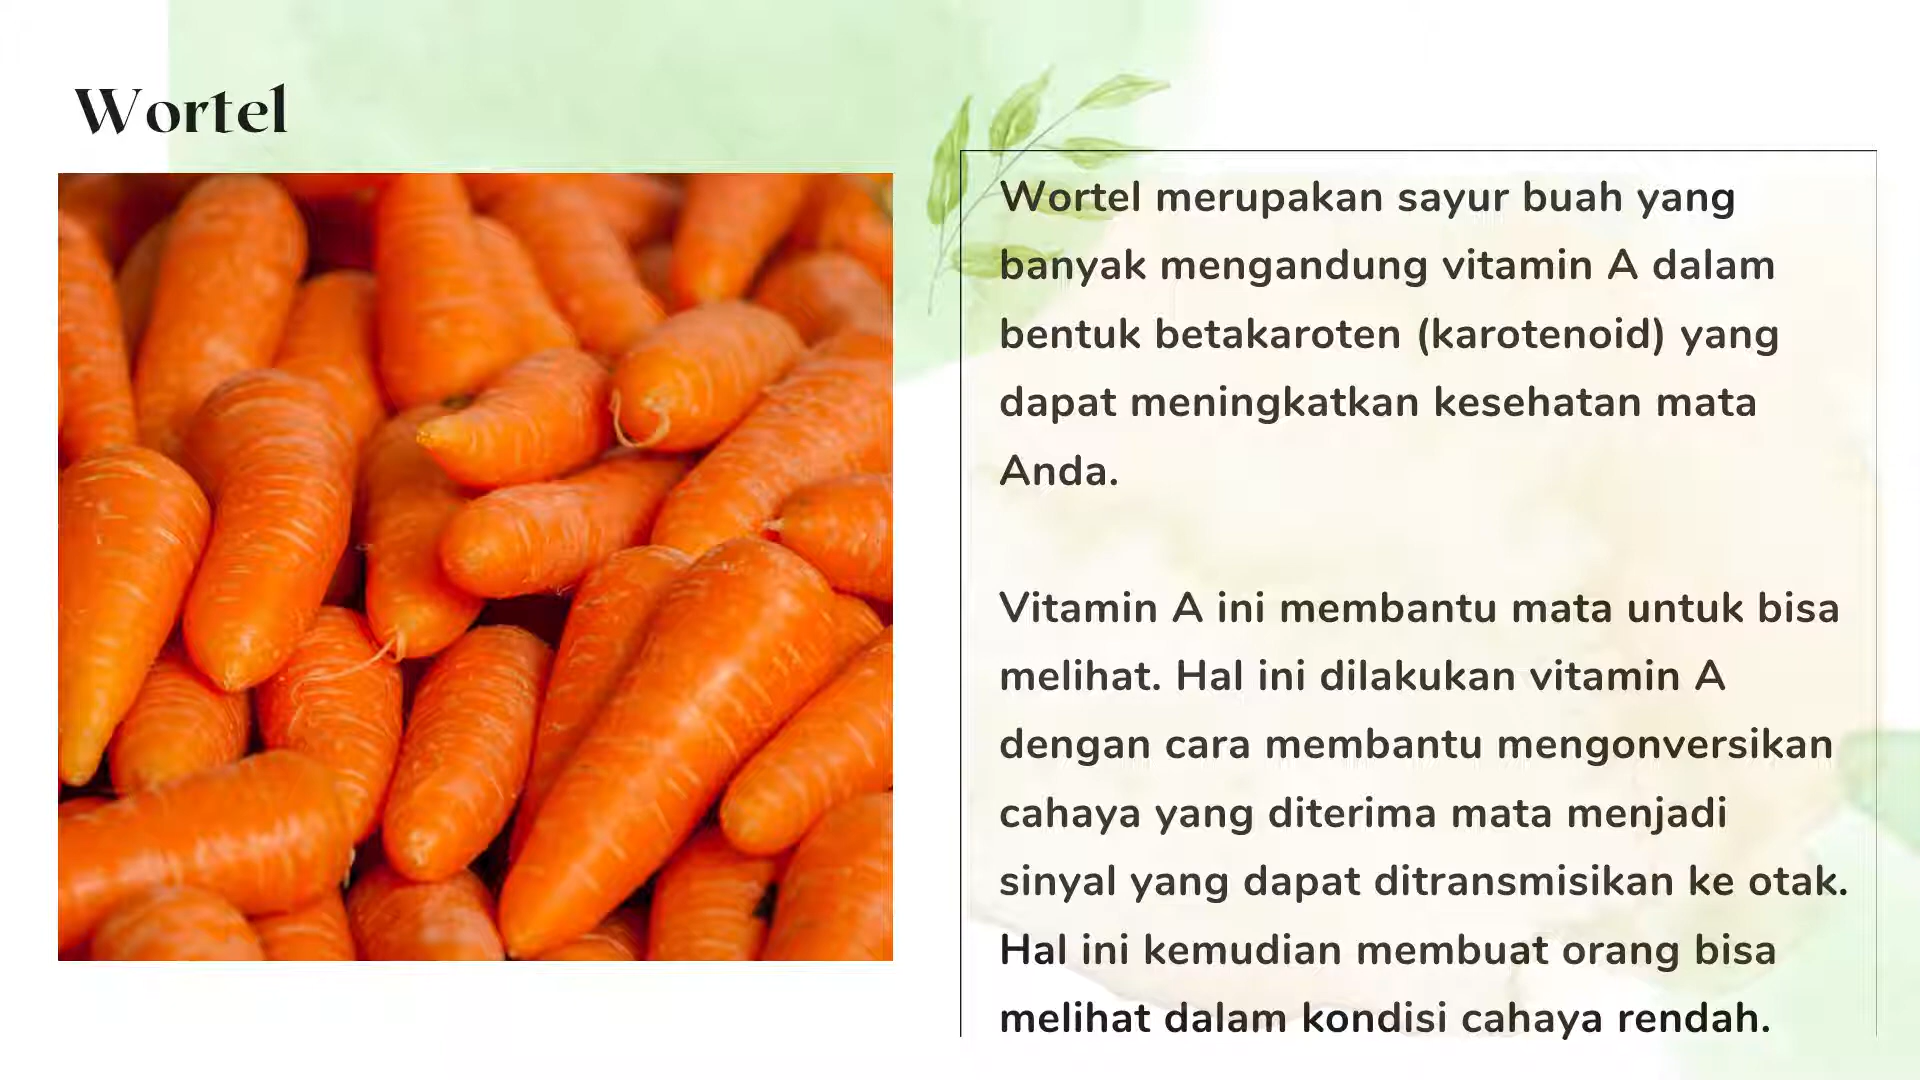 Wortel
Wortel merupakan sayur buah yang
banyak mengandung vitamin A dalam
bentuk betakaroten (karotenoid) yang
dapat meningkatkan kesehatan mata
Anda.
Vitamin A ini membantu mata untuk bisa
melihat. Hal ini dilakukan vitamin A
dengan cara membantu mengonversikan
cahaya yang diterima mata menjadi
sinyal yang dapat ditransmisikan ke otak.
Hal ini kemudian membuat orang bisa
melihat dalam kondisi cahaya rendah.